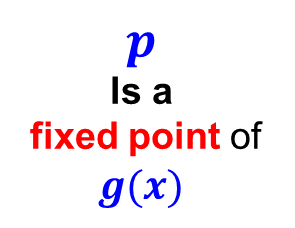 p
Is a
fixed point of
g(x)